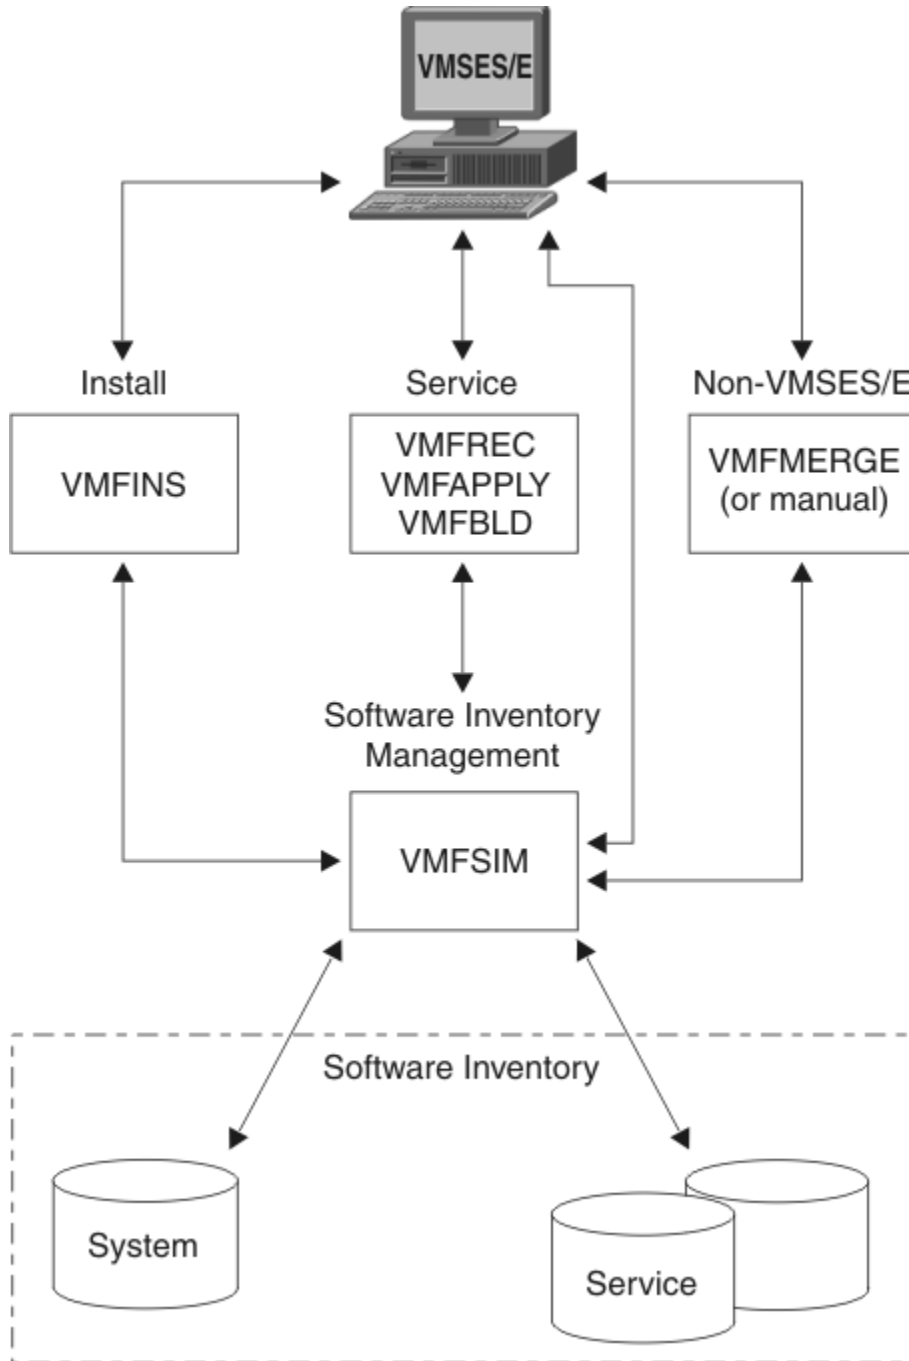 VMSES/E
Install
Service
Non-VMSES/E
VMFINS
VMFREC
VMFAPPLY
VMFBLD
VMFMERGE
(or manual)
Software Inventory
Management
VMFSIM
Software Inventory
System
Service